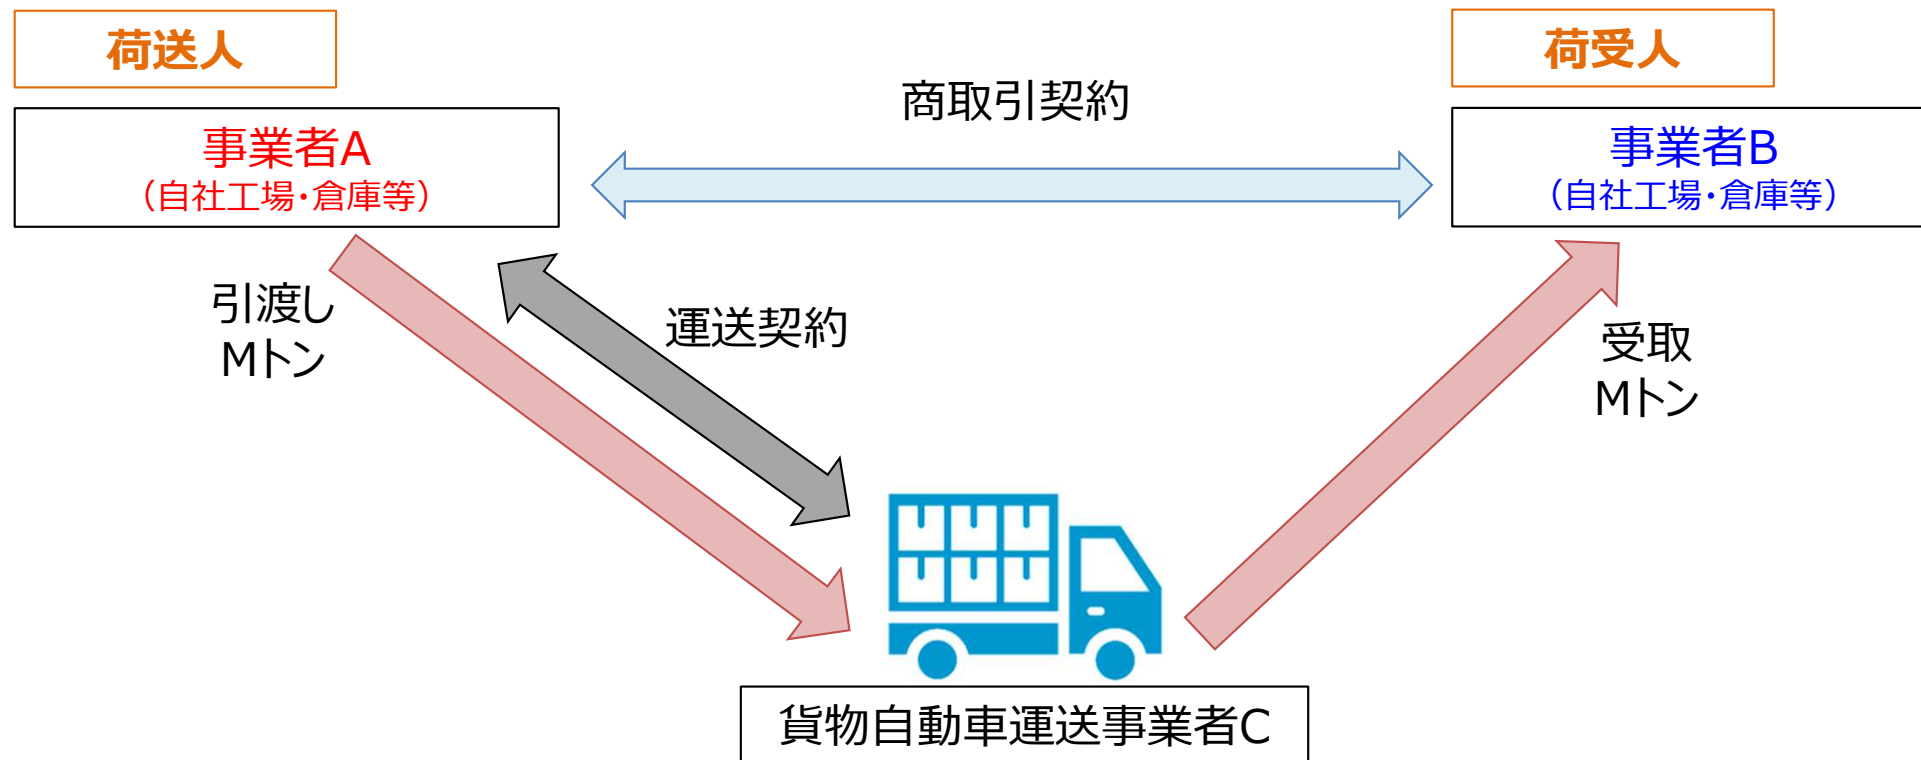 荷送人
荷受人
商取引契約
事業者A
（自社工場・倉庫等）
事業者B
（自社工場・倉庫等）
引渡し
Mトン
運送契約
受取
Mトン
貨物自動車運送事業者C